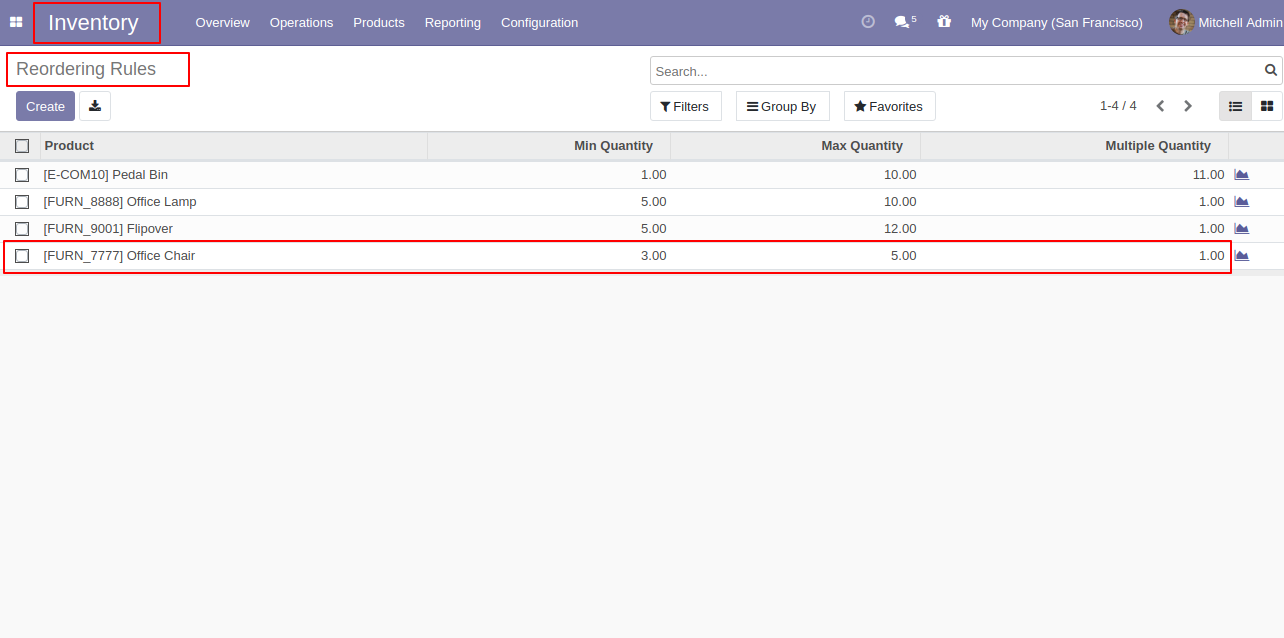 Inventory Overview Operations Products Reporting Configuration 5 My Company (San Francisco) Mitchell Admin
Reordering Rules
Search...
Create Filters Group By Favorites 1-4 / 4
Product Min Quantity Max Quantity Multiple Quantity
[E-COM10] Pedal Bin 1.00 10.00 11.00
[FURN_8888] Office Lamp 5.00 10.00 1.00
[FURN_9001] Flipover 5.00 12.00 1.00
[FURN_7777] Office Chair 3.00 5.00 1.00